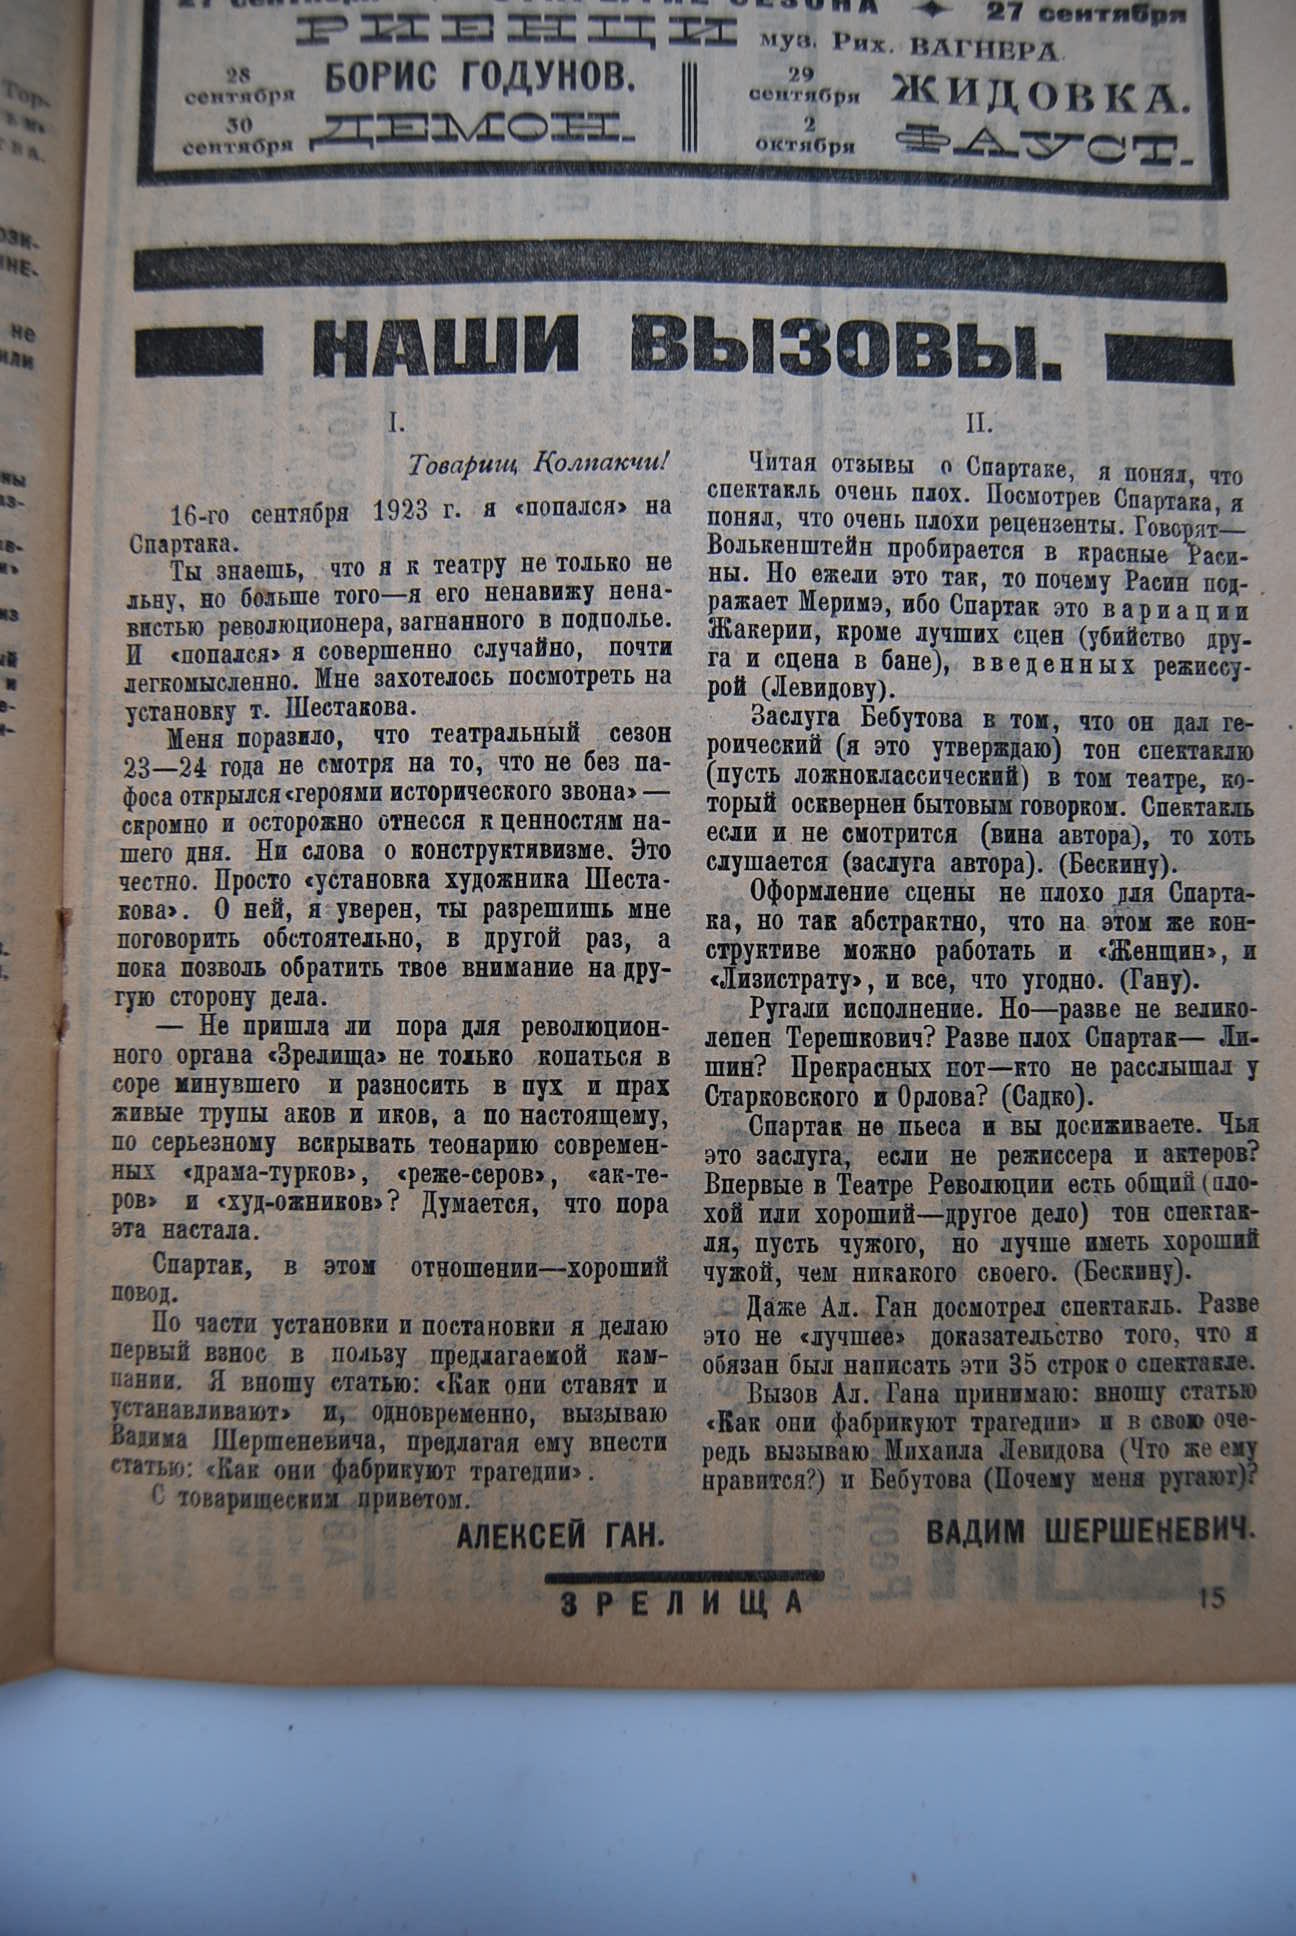 27 сентября
СЕЗОНА
27 сентября
РИЕНЦИ муз. Рих. ВАГНЕРА.
28 сентября БОРИС ГОДУНОВ.
29 сентября ЖИДОВКА.
30 сентября ДЕМОН.
2 октября ФАУСТ.
НАШИ ВЫЗОВЫ.
I.
Товарищ Колпакчи!
16-го сентября 1923 г. я «попался» на
Спартака.
Ты знаешь, что я к театру не только не
льну, но больше того—я его ненавижу нена-
вистью революционера, загнанного в подполье.
И «попался» я совершенно случайно, почти
легкомысленно. Мне захотелось посмотреть на
установку т. Шестакова.
Меня поразило, что театральный сезон
23—24 года не смотря на то, что не без па-
фоса открылся «героями исторического звона» —
скромно и осторожно отнесся к ценностям на-
шего дня. Ни слова о конструктивизме. Это
честно. Просто «установка художника Шеста-
кова». О ней, я уверен, ты разрешишь мне
поговорить обстоятельно, в другой раз, а
пока позволь обратить твое внимание на дру-
гую сторону дела.
— Не пришла ли пора для революцион-
ного органа «Зрелища» не только копаться в
соре минувшего и разносить в пух и прах
живые трупы аков и иков, а по настоящему,
по серьезному вскрывать теонарию современ-
ных «драма-турков», «реже-серов», «ак-те-
ров» и «худ-ожников»? Думается, что пора
эта настала.
Спартак, в этом отношении—хороший
повод.
По части установки и постановки я делаю
первый взнос в пользу предлагаемой кам-
пании. Я вношу статью: «Как они ставят и
устанавливают» и, одновременно, вызываю
Вадима Шершеневича, предлагая ему внести
статью: «Как они фабрикуют трагедии».
С товарищеским приветом.
АЛЕКСЕЙ ГАН.
II.
Читая отзывы о Спартаке, я понял, что
спектакль очень плох. Посмотрев Спартака, я
понял, что очень плохи рецензенты. Говорят—
Волькенштейн пробирается в красные Раси-
ны. Но ежели это так, то почему Расин под-
ражает Меримэ, ибо Спартак это вариации
Жакерии, кроме лучших сцен (убийство дру-
га и сцена в бане), введенных режиссу-
рой (Левидову).
Заслуга Бебутова в том, что он дал ге-
роический (я это утверждаю) тон спектаклю
(пусть ложноклассический) в том театре, ко-
торый осквернен бытовым говорком. Спектакль
если и не смотрится (вина автора), то хоть
слушается (заслуга автора). (Бескину).
Оформление сцены не плохо для Спарта-
ка, но так абстрактно, что на этом же кон-
структиве можно работать и «Женщин», и
«Лизистрату», и все, что угодно. (Гану).
Ругали исполнение. Но—разве не велико-
лепен Терешкович? Разве плох Спартак— Ли-
шин? Прекрасных нот—кто не расслышал у
Старковского и Орлова? (Садко).
Спартак не пьеса и вы досиживаете. Чья
это заслуга, если не режиссера и актеров?
Впервые в Театре Революции есть общий (пло-
хой или хороший—другое дело) тон спектак-
ля, пусть чужого, но лучше иметь хороший
чужой, чем никакого своего. (Бескину).
Даже Ал. Ган досмотрел спектакль. Разве
это не «лучшее» доказательство того, что я
обязан был написать эти 35 строк о спектакле.
Вызов Ал. Гана принимаю: вношу статью
«Как они фабрикуют трагедии» и в свою оче-
редь вызываю Михаила Левидова (Что же ему
нравится?) и Бебутова (Почему меня ругают)?
ВАДИМ ШЕРШЕНЕВИЧ.
ЗРЕЛИЩА
15